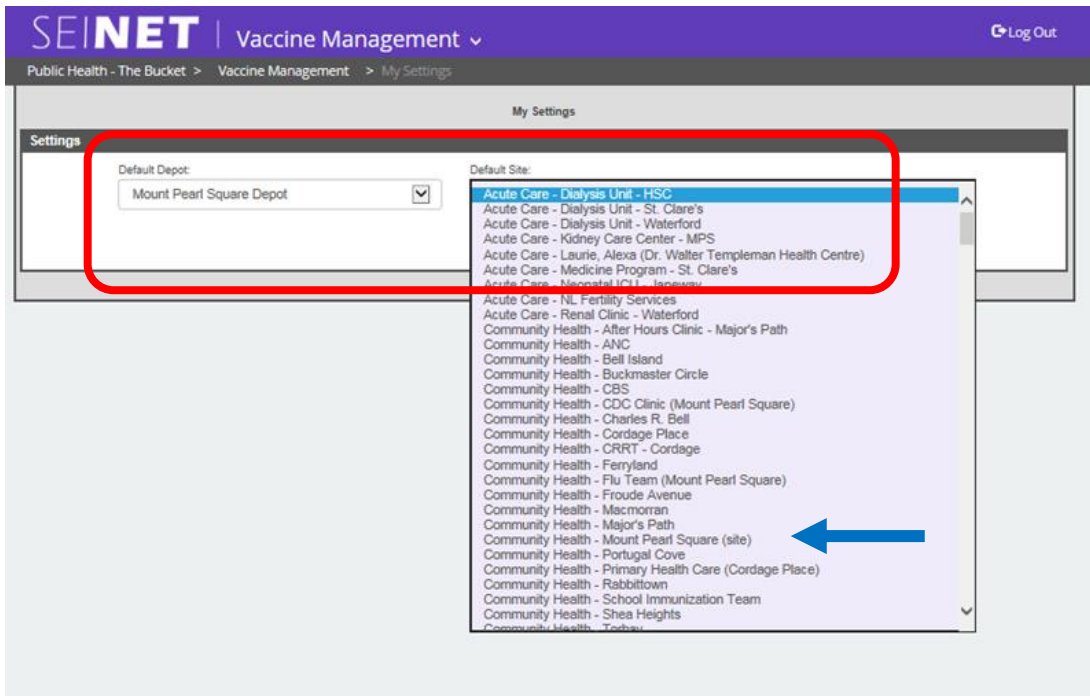 SEINET | Vaccine Management
Log Out
Public Health - The Bucket > Vaccine Management > My Settings
My Settings
Settings
Default Depot:
Mount Pearl Square Depot
Default Site:
Acute Care - Dialysis Unit - HSC
Acute Care - Dialysis Unit - St. Clare's
Acute Care - Dialysis Unit - Waterford
Acute Care - Kidney Care Center - MPS
Acute Care - Laurie, Alexa (Dr. Walter Templeman Health Centre)
Acute Care - Medicine Program - St. Clare's
Acute Care - Neonatal ICU - Janeway
Acute Care - NL Fertility Services
Acute Care - Renal Clinic - Waterford
Community Health - After Hours Clinic - Major's Path
Community Health - ANC
Community Health - Bell Island
Community Health - Buckmaster Circle
Community Health - CBS
Community Health - CDC Clinic (Mount Pearl Square)
Community Health - Charles R. Bell
Community Health - Cordage Place
Community Health - CRRT - Cordage
Community Health - Ferryland
Community Health - Flu Team (Mount Pearl Square)
Community Health - Froude Avenue
Community Health - Macmorran
Community Health - Major's Path
Community Health - Mount Pearl Square (site)
Community Health - Portugal Cove
Community Health - Primary Health Care (Cordage Place)
Community Health - Rabbittown
Community Health - School Immunization Team
Community Health - Shea Heights
Community Health - Torbay